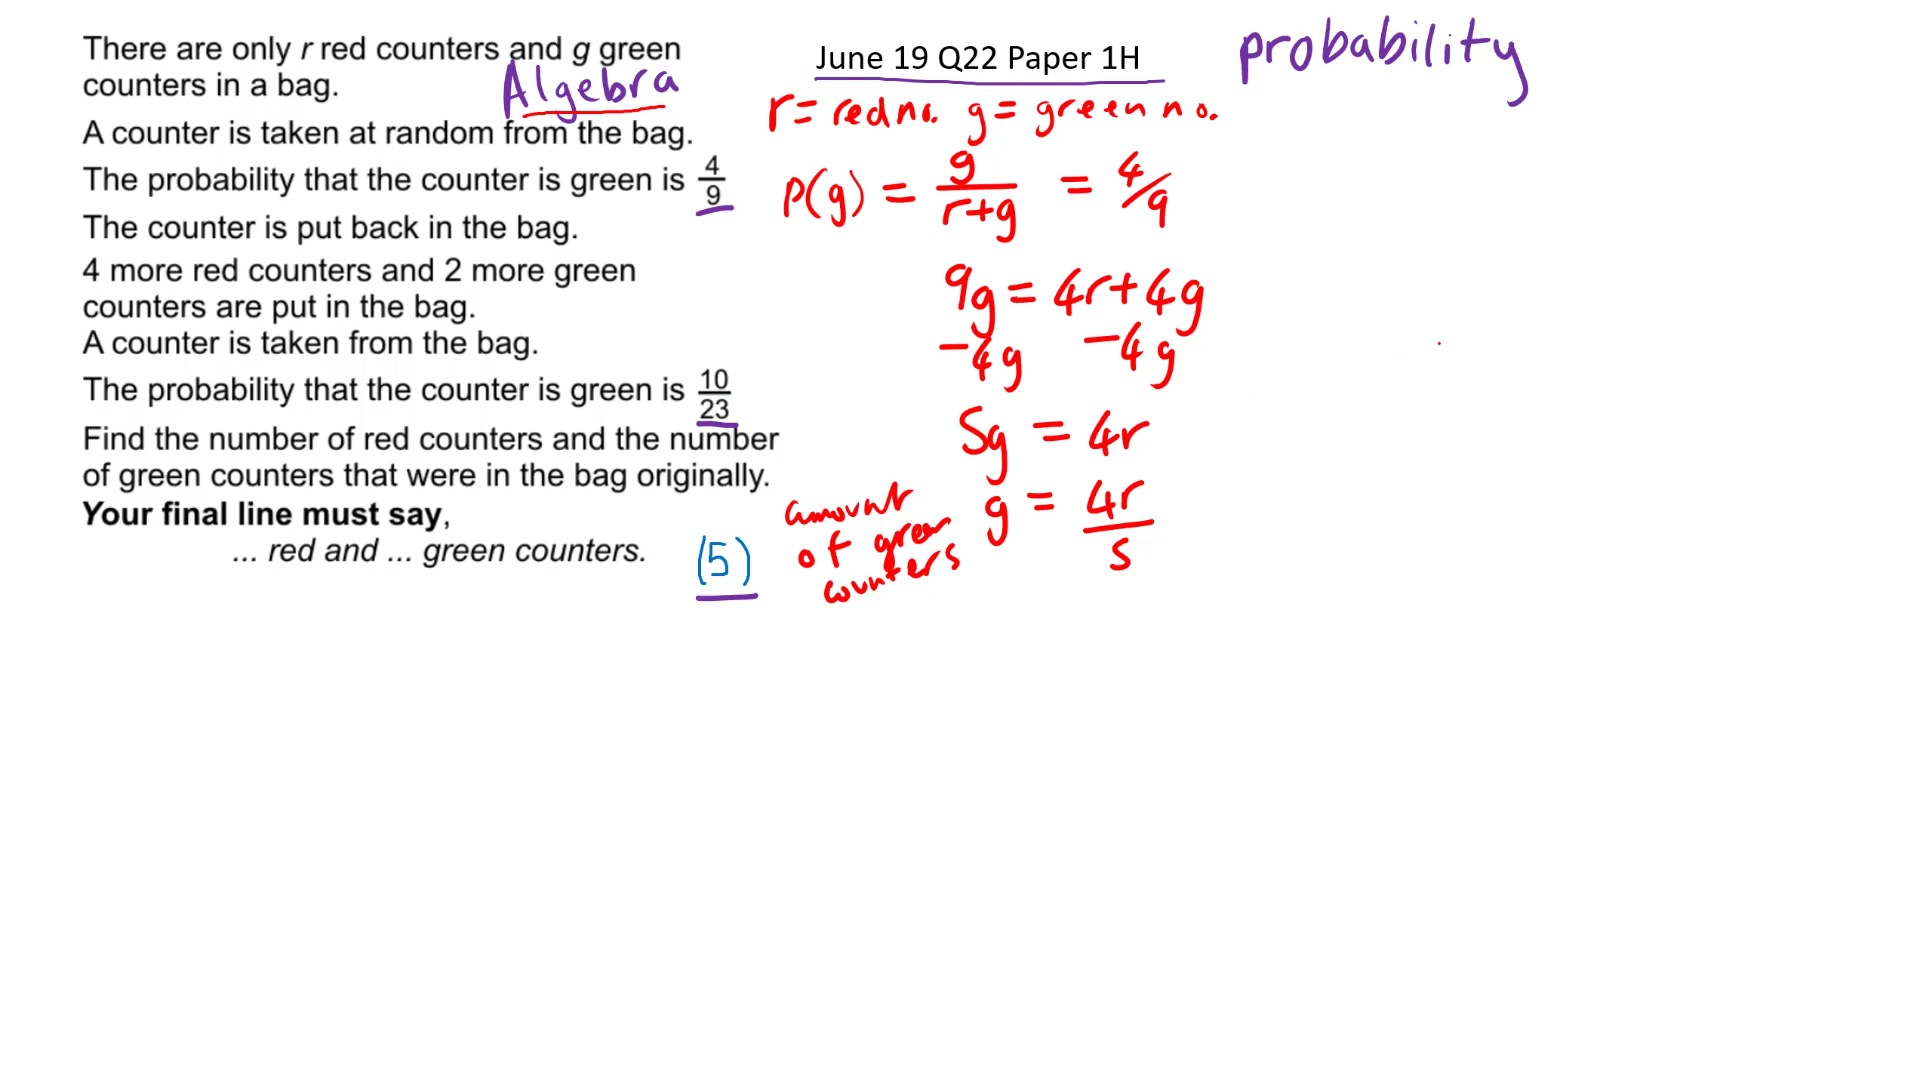 There are only r red counters and g green
counters in a bag.
Algebra
A counter is taken at random from the bag.
The probability that the counter is green is 4/9
The counter is put back in the bag.
4 more red counters and 2 more green
counters are put in the bag.
A counter is taken from the bag.
The probability that the counter is green is 10/23
Find the number of red counters and the number
of green counters that were in the bag originally.
Your final line must say,
... red and ... green counters.
(5)
June 19 Q22 Paper 1H
probability
r = red no. g = green no.
P(g) = g/(r+g) = 4/9
9g = 4r + 4g
-4g -4g
5g = 4r
g = 4r/5
amount
of green
counters